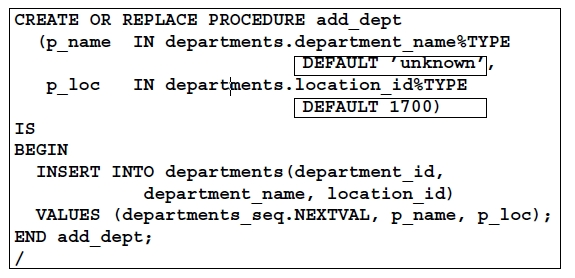 CREATE OR REPLACE PROCEDURE add_dept
(p_name IN departments.department_name%TYPE
DEFAULT 'unknown',
p_loc IN departments.location_id%TYPE
DEFAULT 1700)
IS
BEGIN
INSERT INTO departments(department_id,
department_name, location_id)
VALUES (departments_seq.NEXTVAL, p_name, p_loc);
END add_dept;
/